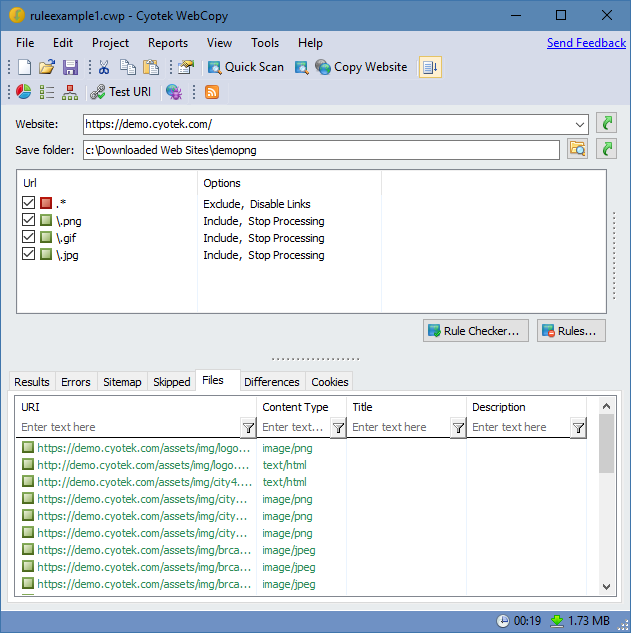 ruleexample1.cwp - Cyotek WebCopy
File Edit Project Reports View Tools Help Send Feedback
Quick Scan Copy Website
Test URI
Website: https://demo.cyotek.com/
Save folder: c:\Downloaded Web Sites\demopng
Url Options
.* Exclude, Disable Links
\.png Include, Stop Processing
\.gif Include, Stop Processing
\.jpg Include, Stop Processing
Rule Checker... Rules...
Results Errors Sitemap Skipped Files Differences Cookies
URI Content Type Title Description
Enter text here Enter text... Enter text here Enter text here
https://demo.cyotek.com/assets/img/logo... image/png
http://demo.cyotek.com/assets/img/logo.... text/html
http://demo.cyotek.com/assets/img/city4.... text/html
https://demo.cyotek.com/assets/img/city... image/png
https://demo.cyotek.com/assets/img/city... image/png
https://demo.cyotek.com/assets/img/city... image/png
https://demo.cyotek.com/assets/img/brca... image/jpeg
https://demo.cyotek.com/assets/img/brca... image/jpeg
https://demo.cyotek.com/assets/img/brca... image/jpeg
00:19 1.73 MB